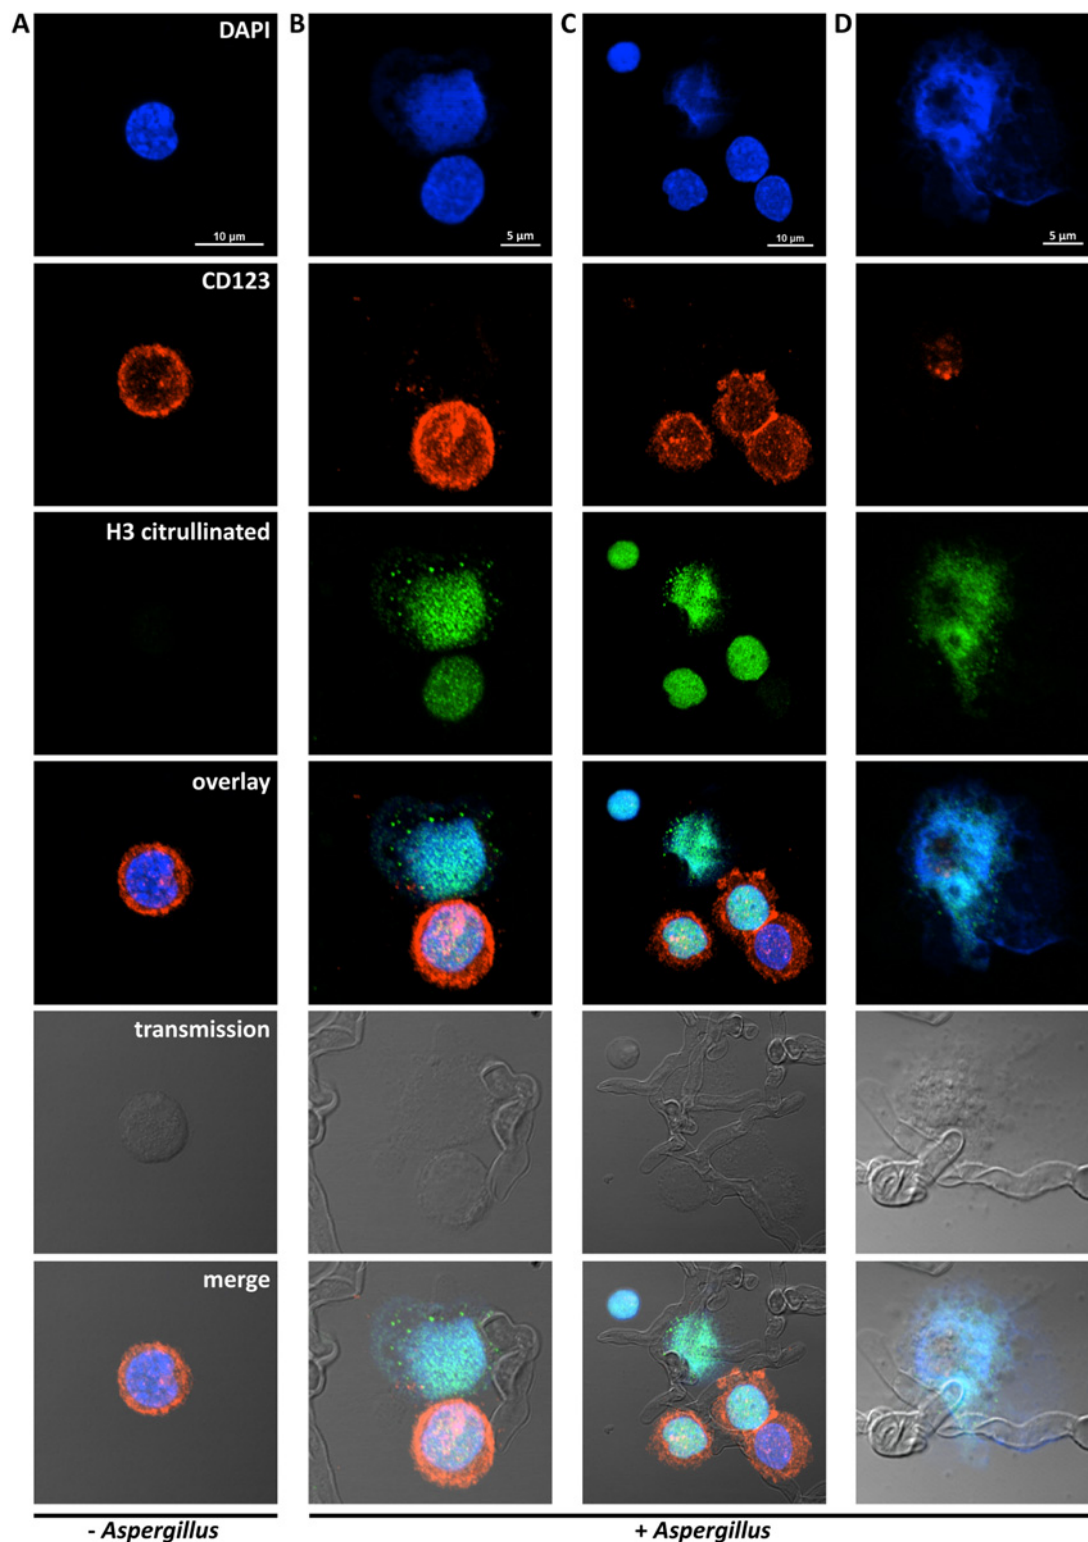 A
B
C
D
DAPI
10 µm
5 µm
10 µm
5 µm
CD123
H3 citrullinated
overlay
transmission
merge
- Aspergillus
+ Aspergillus